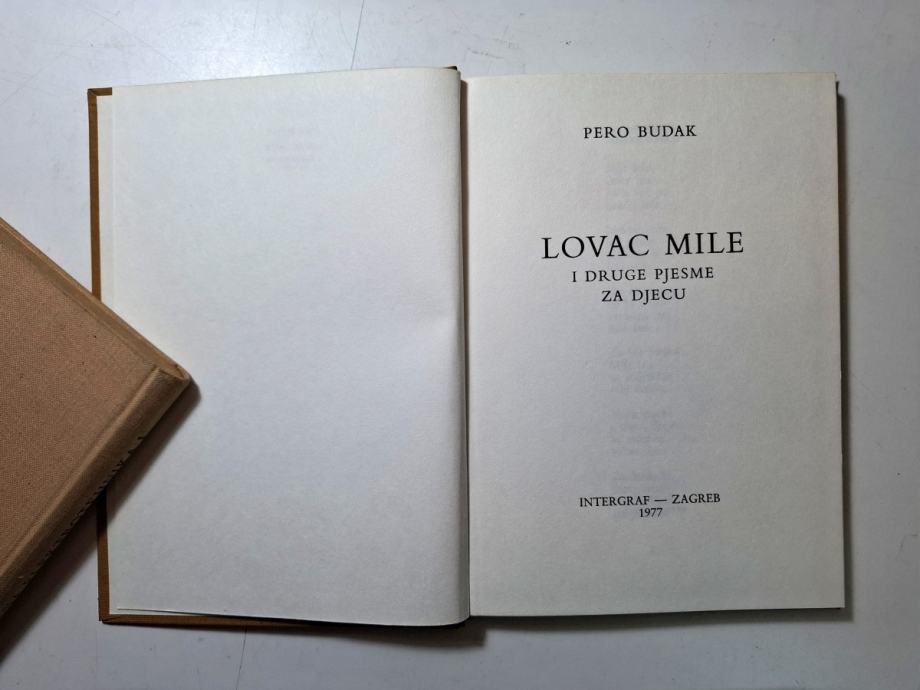 PERO BUDAK
LOVAC MILE
I DRUGE PJESME
ZA DJECU
INTERGRAF — ZAGREB
1977